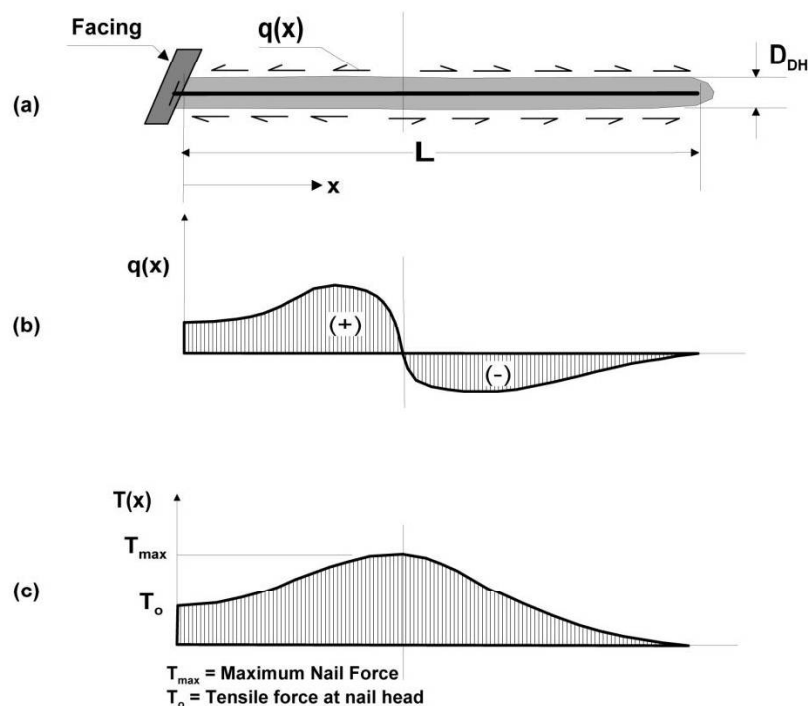 Facing
q(x)
D_DH
(a)
L
x
q(x)
(b)
(+)
(-)
T(x)
T_max
(c)
T_o
T_max = Maximum Nail Force
T_o = Tensile force at nail head